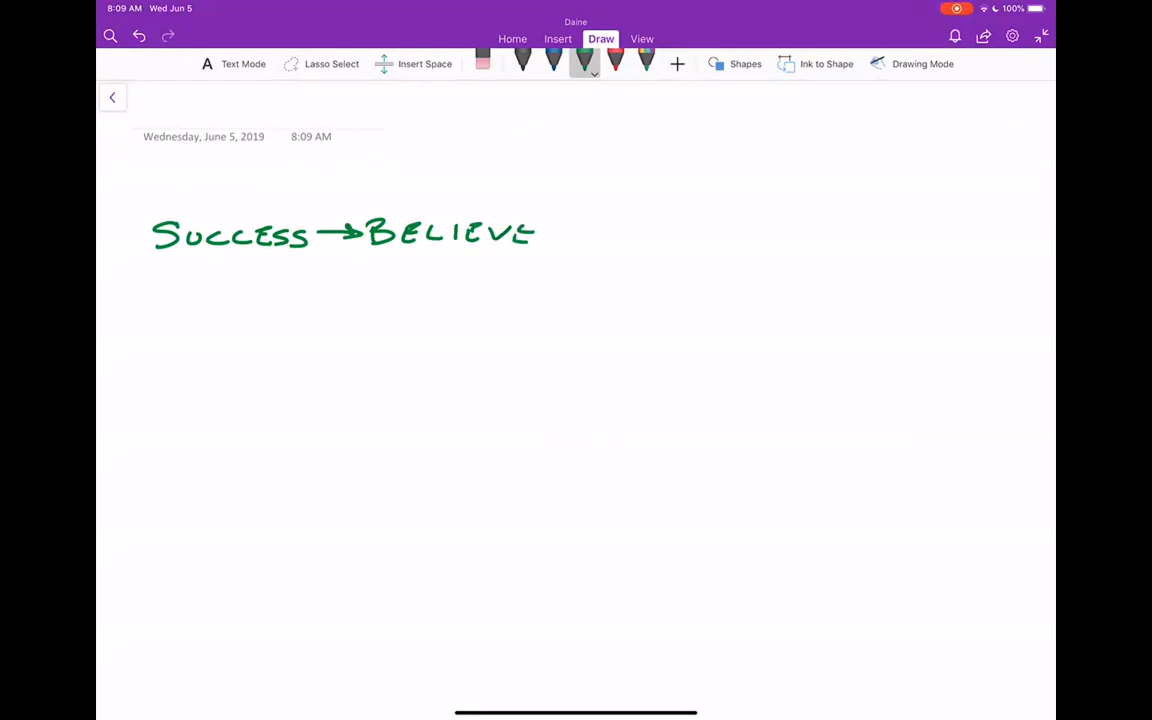 8:09 AM Wed Jun 5 100%
Daine
Home Insert Draw View
A Text Mode Lasso Select Insert Space Shapes Ink to Shape Drawing Mode
Wednesday, June 5, 2019 8:09 AM
SUCCESS → BELIEVE